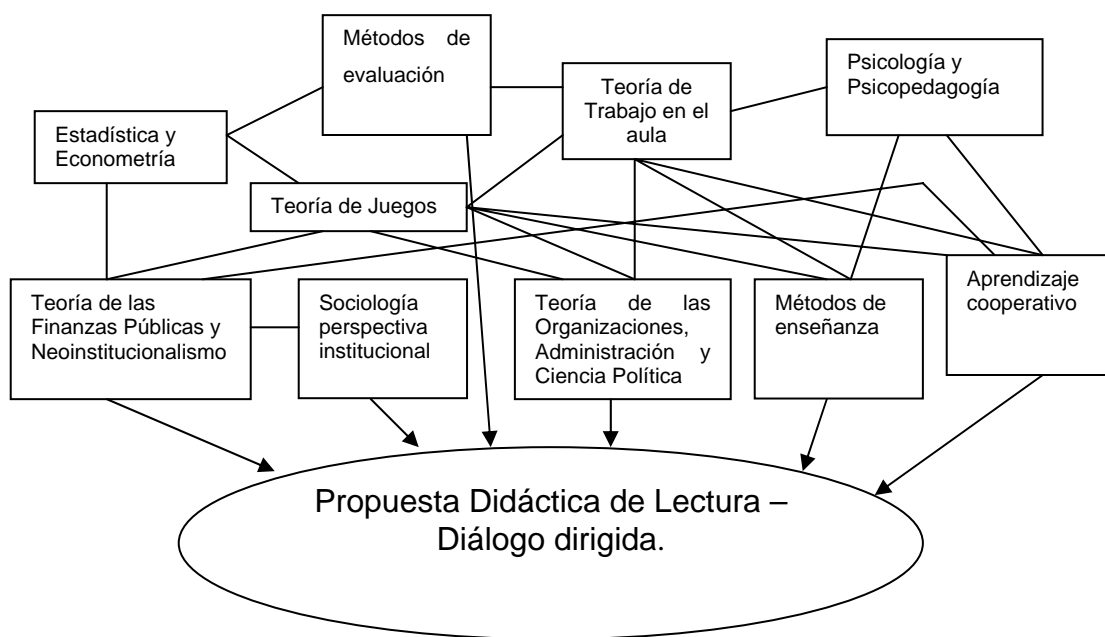 Métodos de
evaluación
Psicología y
Psicopedagogía
Teoría de
Trabajo en el
aula
Estadística y
Econometría
Teoría de Juegos
Teoría de las
Finanzas Públicas y
Neoinstitucionalismo
Sociología
perspectiva
institucional
Teoría de las
Organizaciones,
Administración y
Ciencia Política
Métodos de
enseñanza
Aprendizaje
cooperativo
Propuesta Didáctica de Lectura –
Diálogo dirigida.